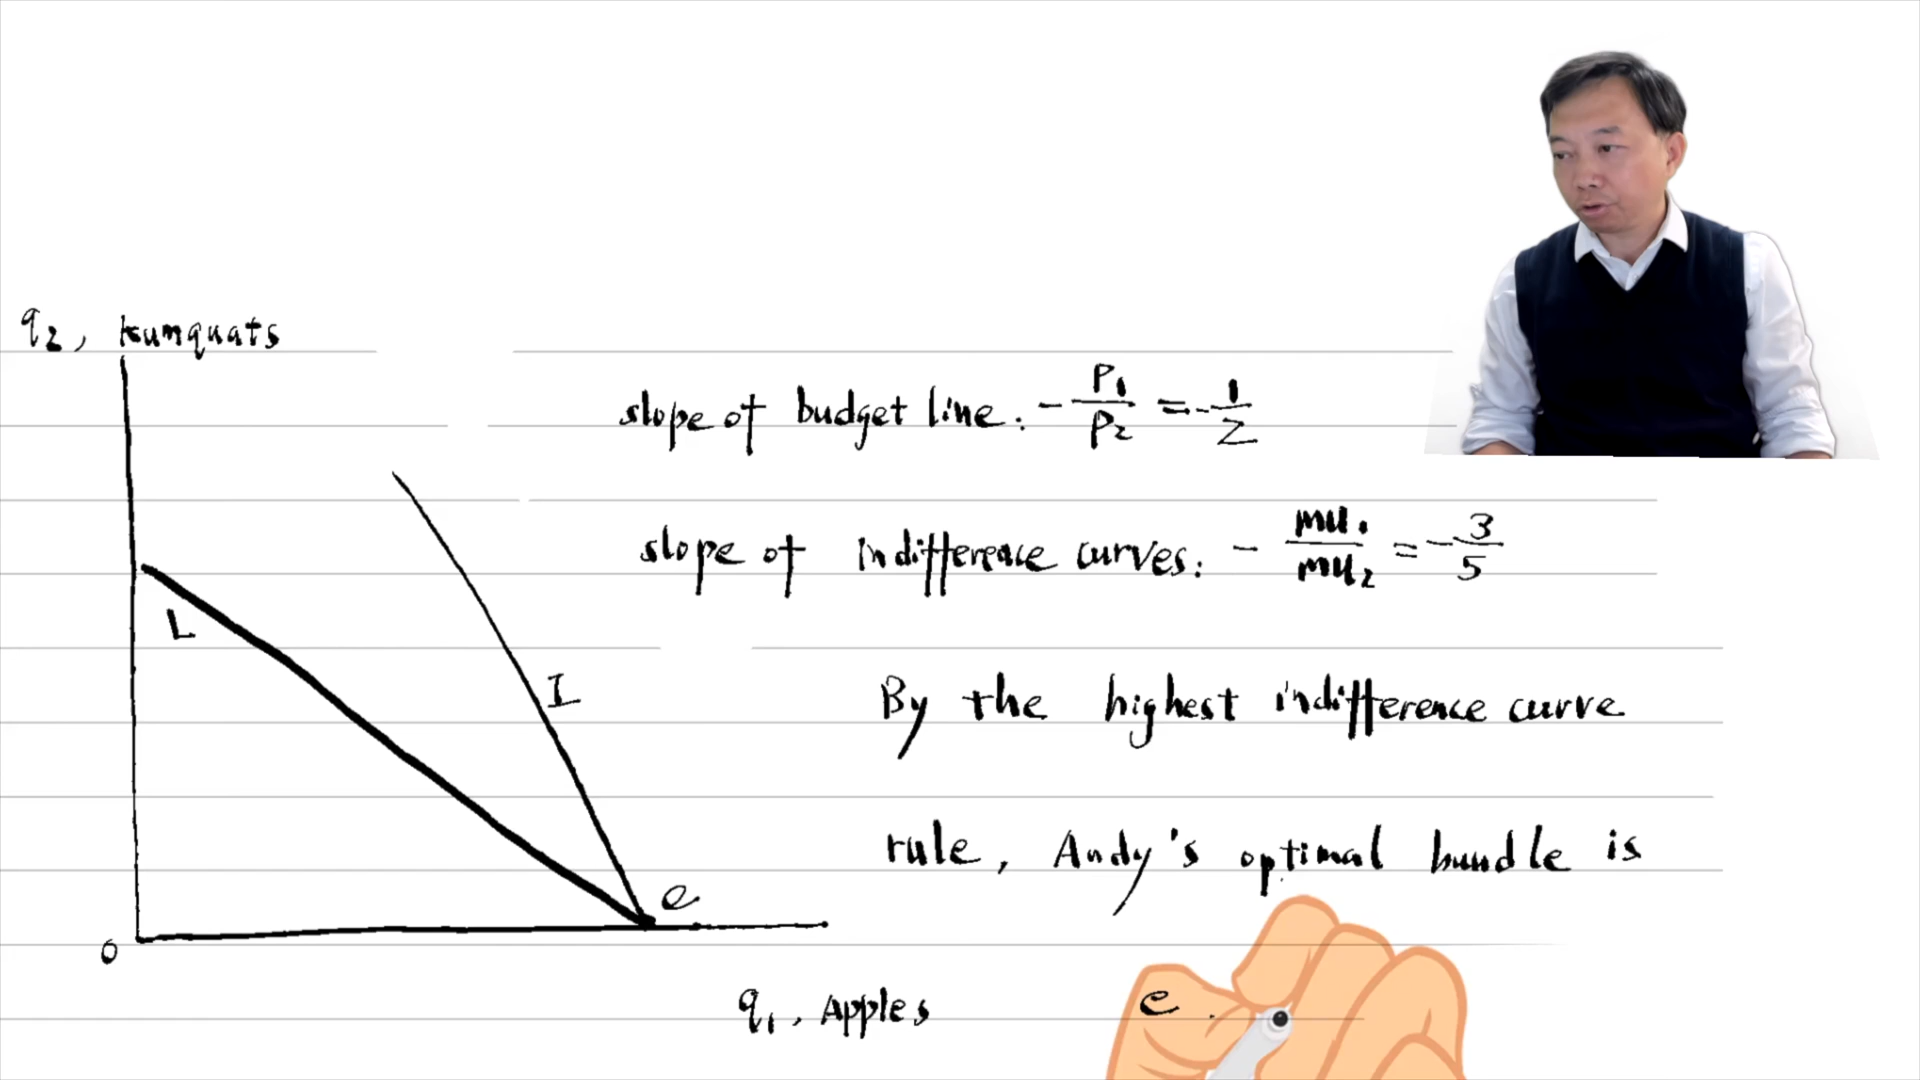 q2, kumquats
slope of budget line: - P1/P2 = - 1/2
slope of indifference curves: - MU1/MU2 = - 3/5
L
I
By the highest indifference curve
rule, Andy's optimal bundle is
e
e.
0
q1, Apples